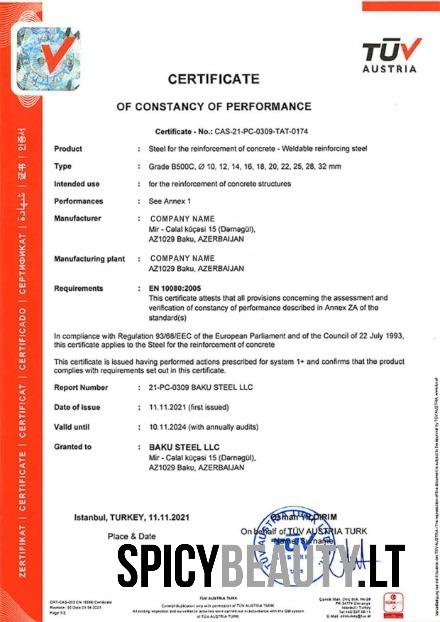 TÜV
AUSTRIA
CERTIFICATE
OF CONSTANCY OF PERFORMANCE
Certificate - No.: CAS-21-PC-0309-TAT-0174
Product : Steel for the reinforcement of concrete - Weldable reinforcing steel
Type : Grade B500C, Ø 10, 12, 14, 16, 18, 20, 22, 25, 28, 32 mm
Intended use : for the reinforcement of concrete structures
Performances : See Annex 1
Manufacturer : COMPANY NAME
Mir - Cəlal küçəsi 15 (Dərnəgül),
AZ1029 Baku, AZERBAIJAN
Manufacturing plant : COMPANY NAME
AZ1029 Baku, AZERBAIJAN
Requirements : EN 10080:2005
This certificate attests that all provisions concerning the assessment and
verification of constancy of performance described in Annex ZA of the
standard(s)
In compliance with Regulation 93/68/EEC of the European Parliament and of the Council of 22 July 1993,
this certificate applies to the Steel for the reinforcement of concrete
This certificate is issued having performed actions prescribed for system 1+ and confirms that the product
complies with requirements set out in this certificate.
Report Number : 21-PC-0309 BAKU STEEL LLC
Date of issue : 11.11.2021 (first issued)
Valid until : 10.11.2024 (with annually audits)
Granted to : BAKU STEEL LLC
Mir - Cəlal küçəsi 15 (Dərnəgül),
AZ1029 Baku, AZERBAIJAN
Istanbul, TURKEY, 11.11.2021
Osman YILDIRIM
Place & Date
On behalf of TÜV AUSTRIA TURK
Name, Surname
SPICYBEAUTY.LT
TÜV AUSTRIA TURK
ZERTIFIKAT | CERTIFICATE | CERTIFICAT | CERTIFICADO | СЕРТИФИКАТ | شهادة | 证书 | 인증서